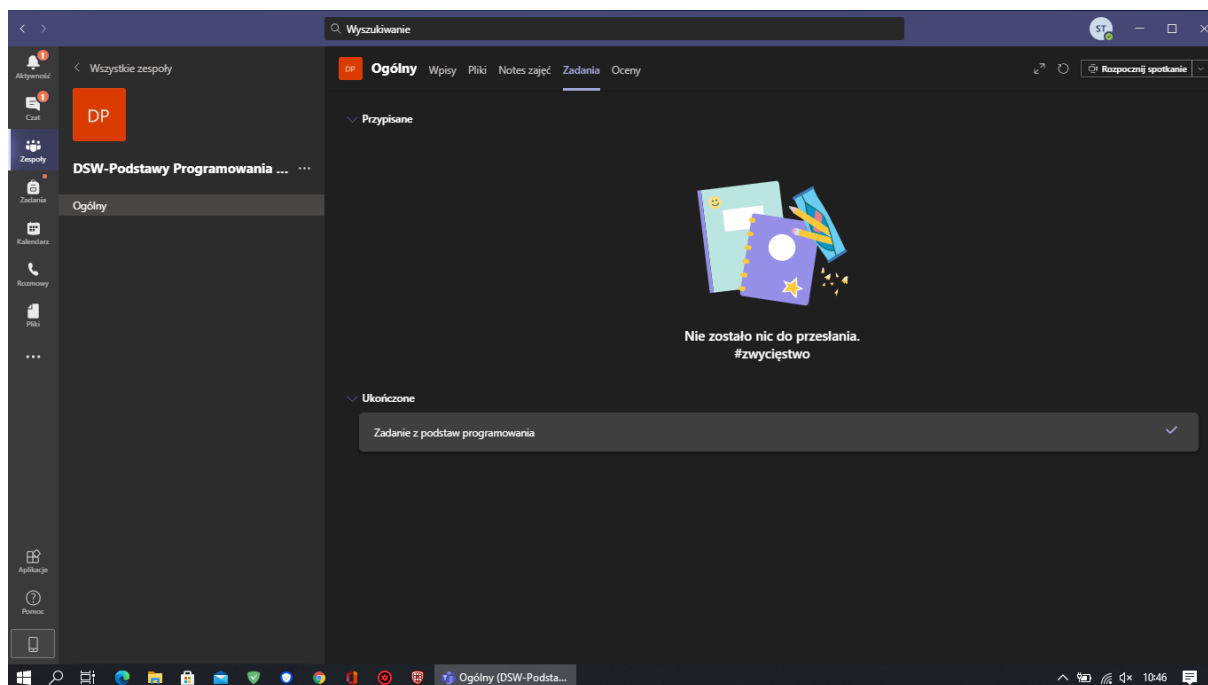 Wyszukiwanie
ST
1
Aktywność
1
Czat
Zespoły
Zadania
Kalendarz
Rozmowy
Pliki
Aplikacje
Pomoc
Wszystkie zespoły
DP
DSW-Podstawy Programowania ...
Ogólny
DP Ogólny Wpisy Pliki Notes zajęć Zadania Oceny
Rozpocznij spotkanie
Przypisane
Nie zostało nic do przesłania.
#zwycięstwo
Ukończone
Zadanie z podstaw programowania
Ogólny (DSW-Podsta...
10:46